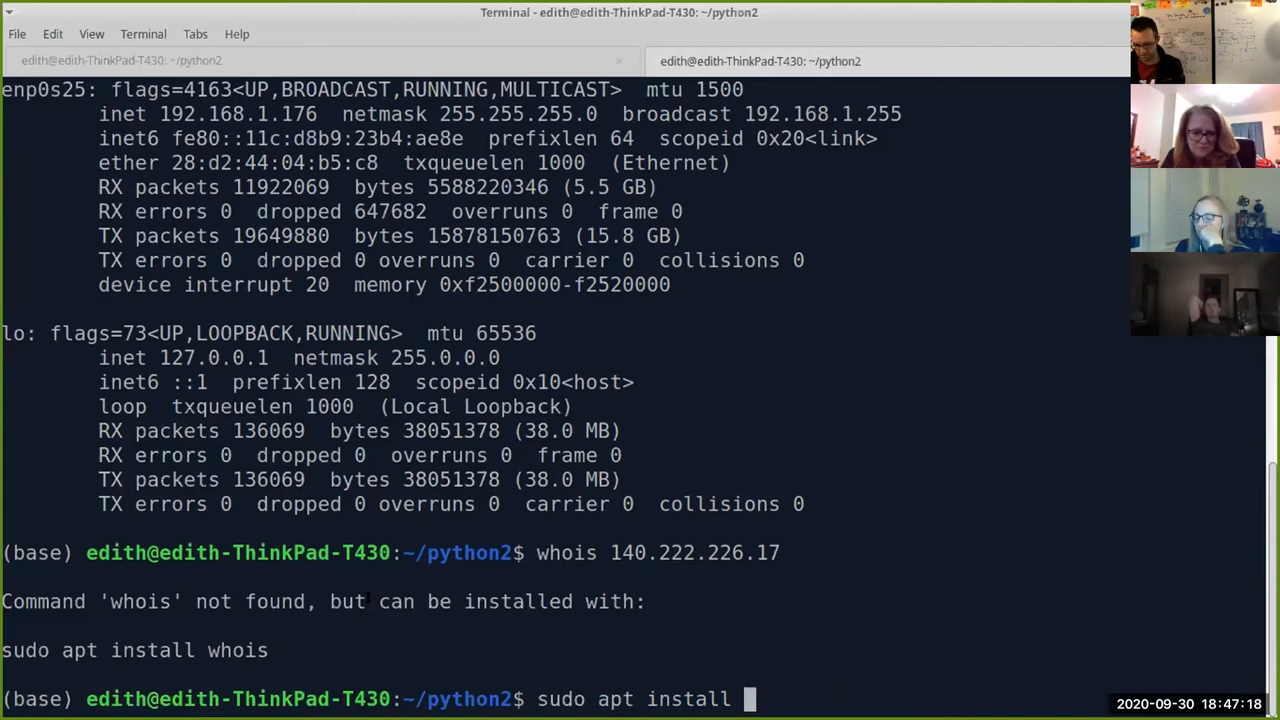 Terminal - edith@edith-ThinkPad-T430: ~/python2
File Edit View Terminal Tabs Help
edith@edith-ThinkPad-T430: ~/python2 edith@edith-ThinkPad-T430: ~/python2
enp0s25: flags=4163<UP,BROADCAST,RUNNING,MULTICAST> mtu 1500
inet 192.168.1.176 netmask 255.255.255.0 broadcast 192.168.1.255
inet6 fe80::11c:d8b9:23b4:ae8e prefixlen 64 scopeid 0x20<link>
ether 28:d2:44:04:b5:c8 txqueuelen 1000 (Ethernet)
RX packets 11922069 bytes 5588220346 (5.5 GB)
RX errors 0 dropped 647682 overruns 0 frame 0
TX packets 19649880 bytes 15878150763 (15.8 GB)
TX errors 0 dropped 0 overruns 0 carrier 0 collisions 0
device interrupt 20 memory 0xf2500000-f2520000
lo: flags=73<UP,LOOPBACK,RUNNING> mtu 65536
inet 127.0.0.1 netmask 255.0.0.0
inet6 ::1 prefixlen 128 scopeid 0x10<host>
loop txqueuelen 1000 (Local Loopback)
RX packets 136069 bytes 38051378 (38.0 MB)
RX errors 0 dropped 0 overruns 0 frame 0
TX packets 136069 bytes 38051378 (38.0 MB)
TX errors 0 dropped 0 overruns 0 carrier 0 collisions 0
(base) edith@edith-ThinkPad-T430:~/python2$ whois 140.222.226.17
Command 'whois' not found, but can be installed with:
sudo apt install whois
(base) edith@edith-ThinkPad-T430:~/python2$ sudo apt install
2020-09-30 18:47:18